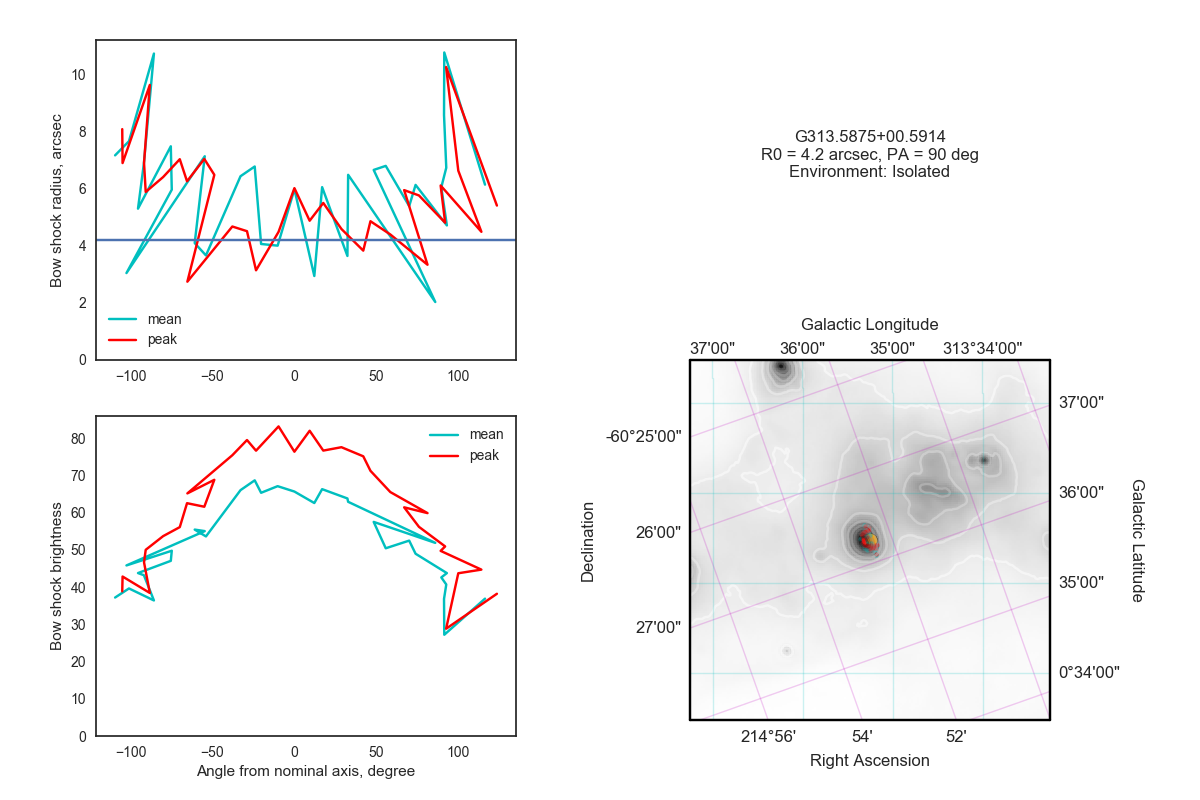 Bow shock radius, arcsec
10
8
6
4
2
0
mean
peak
−100
−50
0
50
100
Bow shock brightness
80
70
60
50
40
30
20
10
0
mean
peak
−100
−50
0
50
100
Angle from nominal axis, degree
G313.5875+00.5914
R0 = 4.2 arcsec, PA = 90 deg
Environment: Isolated
Galactic Longitude
37'00"
36'00"
35'00"
313°34'00"
Declination
-60°25'00"
26'00"
27'00"
37'00"
36'00"
35'00"
0°34'00"
Galactic Latitude
214°56'
54'
52'
Right Ascension